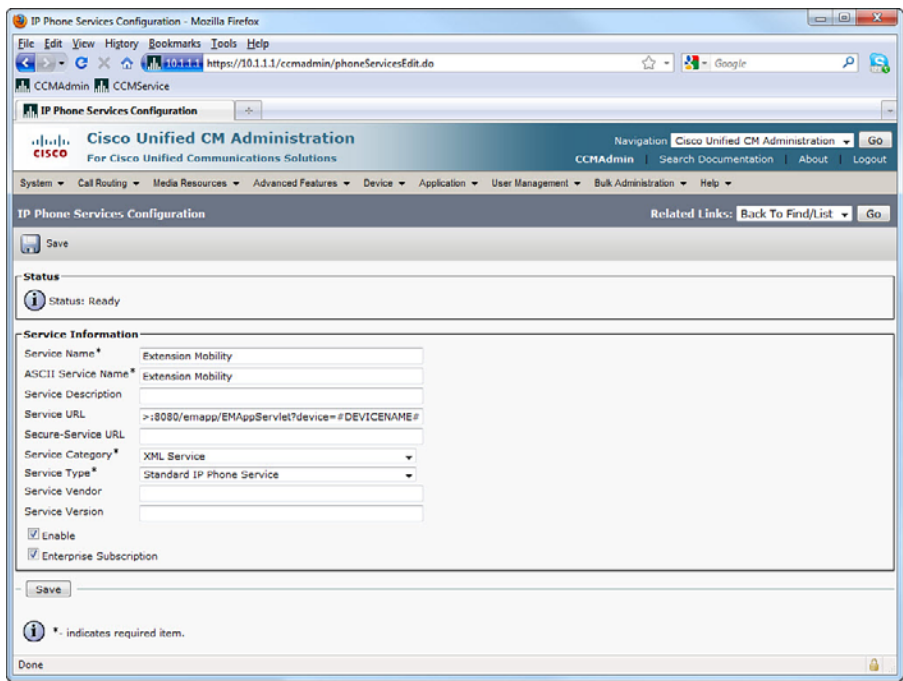 IP Phone Services Configuration - Mozilla Firefox
File Edit View History Bookmarks Tools Help
10.1.1.1 https://10.1.1.1/ccmadmin/phoneServicesEdit.do Google
CCMAdmin CCMService
IP Phone Services Configuration
cisco Cisco Unified CM Administration Navigation Cisco Unified CM Administration Go
For Cisco Unified Communications Solutions CCMAdmin | Search Documentation | About | Logout
System Call Routing Media Resources Advanced Features Device Application User Management Bulk Administration Help
IP Phone Services Configuration Related Links: Back To Find/List Go
Save
Status
Status: Ready
Service Information
Service Name* Extension Mobility
ASCII Service Name* Extension Mobility
Service Description
Service URL >:8080/emapp/EMAppServlet?device=#DEVICENAME#
Secure-Service URL
Service Category* XML Service
Service Type* Standard IP Phone Service
Service Vendor
Service Version
Enable
Enterprise Subscription
Save
*- indicates required item.
Done